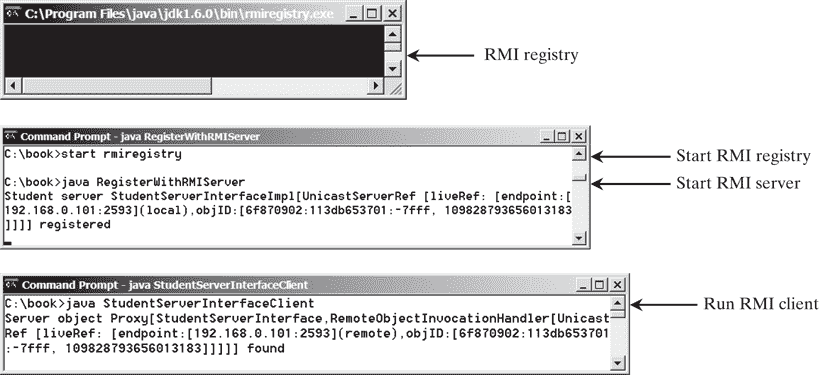 C:\Program Files\java\jdk1.6.0\bin\rmiregistry.exe
RMI registry
Command Prompt - java RegisterWithRMIServer
C:\book>start rmiregistry
Start RMI registry
C:\book>java RegisterWithRMIServer
Start RMI server
Student server StudentServerInterfaceImpl[UnicastServerRef [liveRef: [endpoint:[
192.168.0.101:2593](local),objID:[6f870902:113db653701:-7fff, 109828793656013183
]]]] registered
Command Prompt - java StudentServerInterfaceClient
C:\book>java StudentServerInterfaceClient
Run RMI client
Server object Proxy[StudentServerInterface,RemoteObjectInvocationHandler[Unicast
Ref [liveRef: [endpoint:[192.168.0.101:2593](remote),objID:[6f870902:113db653701
:-7fff, 109828793656013183]]]]] found